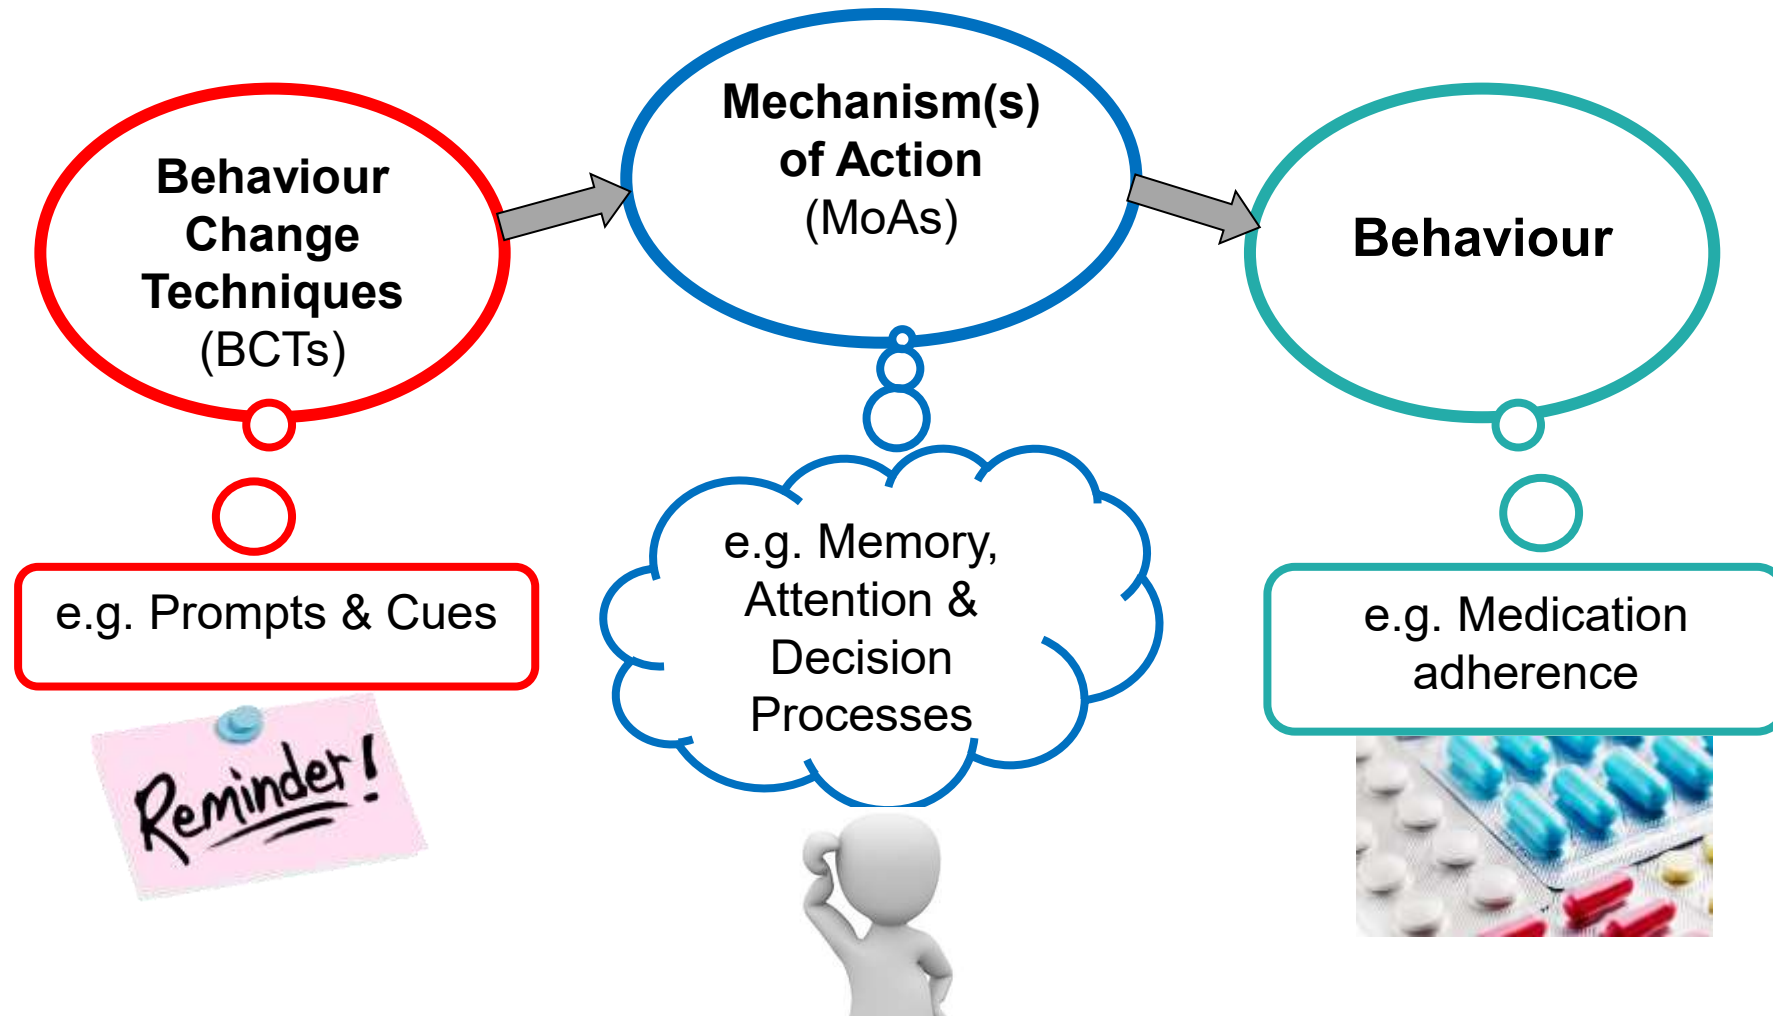 Behaviour
Change
Techniques
(BCTs)
Mechanism(s)
of Action
(MoAs)
Behaviour
e.g. Prompts & Cues
e.g. Memory,
Attention &
Decision
Processes
e.g. Medication
adherence
Reminder!